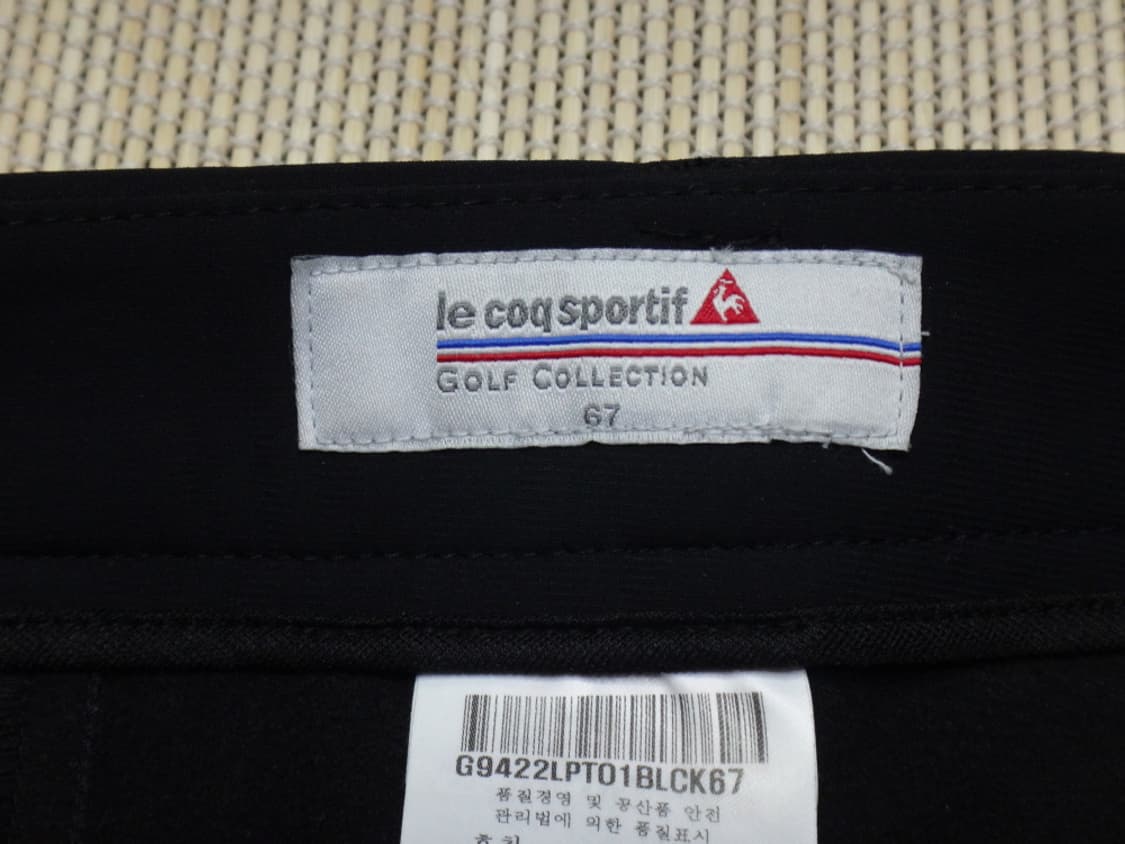 le coq sportif
GOLF COLLECTION
67
G9422LPT01BLCK67
품질경영 및 공산품 안전
관리법에 의한 품질표시